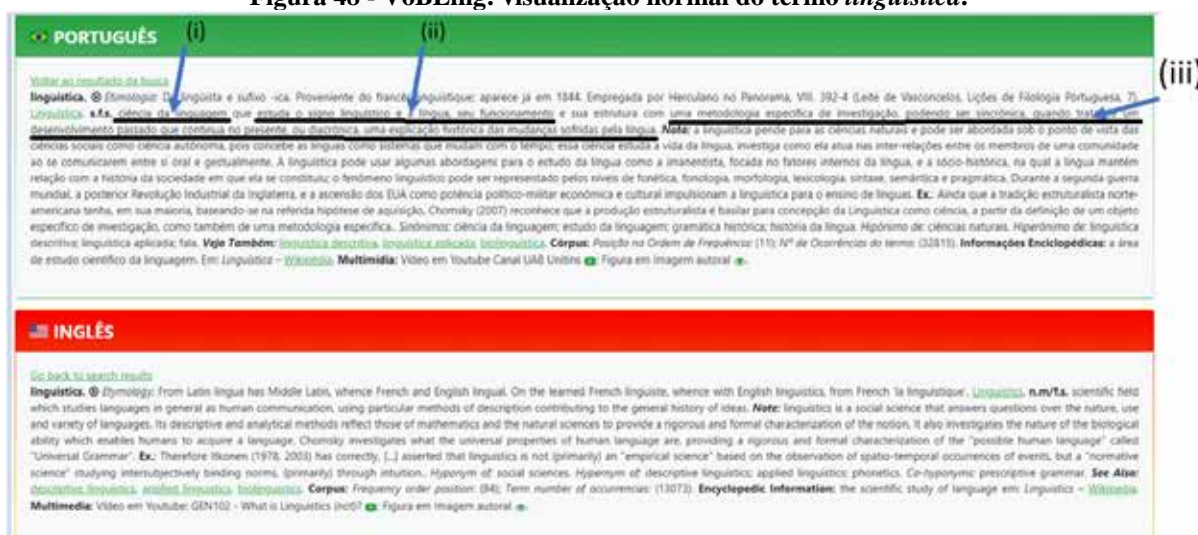 Figura 48 - VoBLing: visualização normal do termo linguística.
PORTUGUÊS
(i)
(ii)
(iii)
Voltar ao resultado da busca
linguística. ® Etimologia: De linguista e sufixo -ica. Proveniente do francês linguistique; aparece já em 1844. Empregada por Herculano no Panorama, VIII, 392-4 (Leite de Vasconcelos, Lições de Filologia Portuguesa, 7).
Linguística. s.f.s. ciência da linguagem que estuda o signo linguístico e a língua, seu funcionamento e sua estrutura com uma metodologia específica de investigação, podendo ser sincrônica, quando um
desenvolvimento passado que continua no presente, ou diacrônica, uma explicação histórica das mudanças sofridas pela língua. Nota: a linguística pende para as ciências naturais e pode ser abordada sob o ponto de vista das
ciências sociais como ciência autônoma, pois concebe as línguas como sistemas que mudam com o tempo; essa ciência estuda a vida da língua, investiga como ela atua nas inter-relações entre os membros de uma comunidade
ao se comunicarem entre si oral e gestualmente. A linguística pode usar algumas abordagens para o estudo da língua como a imanentista, focada no fatores internos da língua, e a sócio-histórica, na qual a língua mantém
relação com a história da sociedade em que ela se constitui; o fenômeno linguístico pode ser representado pelos níveis de fonética, fonologia, morfologia, lexicologia, sintaxe, semântica e pragmática. Durante a segunda guerra
mundial, a posterior Revolução Industrial da Inglaterra, e a ascensão dos EUA como potência político-militar econômica e cultural impulsionam a linguística para o ensino de línguas. Ex.. Ainda que a tradição estruturalista norte-
americana tenha, em sua maioria, baseando-se na referida hipótese de aquisição, Chomsky (2007) reconhece que a produção estruturalista é basilar para concepção da Linguística como ciência, a partir da definição de um objeto
específico de investigação, como também de uma metodologia específica.. Sinônimos: ciência da linguagem; estudo da linguagem; gramática histórica; história da língua. Hipônimo de: ciências naturais. Hiperônimo de: linguística
descritiva; linguística aplicada; fala. Veja Também: linguística descritiva, linguística aplicada, biolinguística. Córpus: Posição na Ordem de Frequência: (11); Nº de Ocorrências do termo: (32815). Informações Enciclopédicas: a área
de estudo científico da linguagem. Em: Linguística – Wikipédia. Multimídia: Vídeo em Youtube Canal UAB Unitins Figura em Imagem autoral
INGLÊS
Go back to search results
linguistics. ® Etymology: From Latin lingua has Middle Latin, whence French and English lingual. On the learned French linguiste, whence with English linguistics, from French 'la linguistique'. Linguistics. n.m/f.s. scientific field
which studies languages in general as human communication, using particular methods of description contributing to the general history of ideas. Note: linguistics is a social science that answers questions over the nature, use
and variety of languages. Its descriptive and analytical methods reflect those of mathematics and the natural sciences to provide a rigorous and formal characterization of the notion. It also investigates the nature of the biological
ability which enables humans to acquire a language. Chomsky investigates what the universal properties of human language are, providing a rigorous and formal characterization of the "possible human language" called
"Universal Grammar". Ex.: Therefore Itkonen (1978, 2003) has correctly, [...] asserted that linguistics is not (primarily) an "empirical science" based on the observation of spatio-temporal occurrences of events, but a "normative
science" studying intersubjectively binding norms, (primarily) through intuition.. Hyponym of: social sciences. Hypernym of: descriptive linguistics; applied linguistics; phonetics. Co-hyponyms: prescriptive grammar. See Also:
descriptive linguistics, applied linguistics, biolinguistics. Corpus: Frequency order position: (84); Term number of occurrences: (13073). Encyclopedic Information: the scientific study of language em: Linguistics – Wikipedia.
Multimedia: Vídeo em Youtube: GEN102 - What is Linguistics (not)? Figura em Imagem autoral